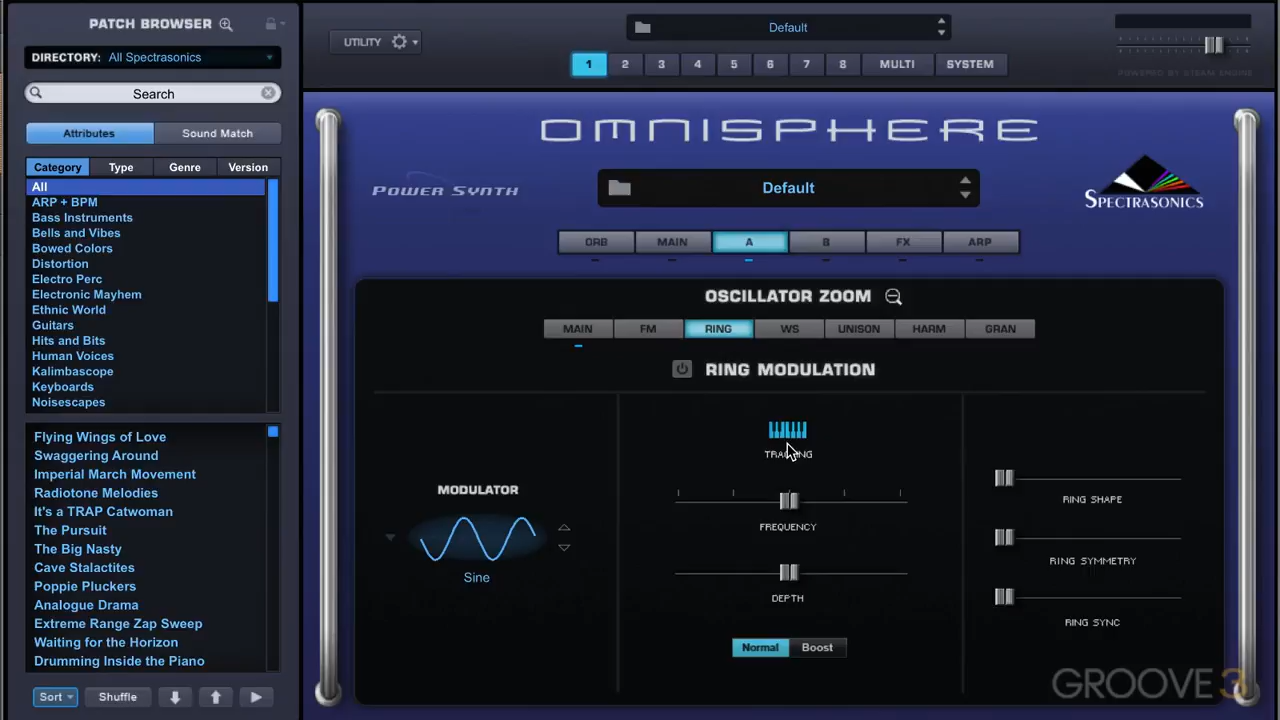 PATCH BROWSER
DIRECTORY: All Spectrasonics
Search
Attributes
Sound Match
Category
Type
Genre
Version
All
ARP + BPM
Bass Instruments
Bells and Vibes
Bowed Colors
Distortion
Electro Perc
Electronic Mayhem
Ethnic World
Guitars
Hits and Bits
Human Voices
Kalimbascape
Keyboards
Noisescapes
Flying Wings of Love
Swaggering Around
Imperial March Movement
Radiotone Melodies
It's a TRAP Catwoman
The Pursuit
The Big Nasty
Cave Stalactites
Poppie Pluckers
Analogue Drama
Extreme Range Zap Sweep
Waiting for the Horizon
Drumming Inside the Piano
Sort
Shuffle
UTILITY
Default
1 2 3 4 5 6 7 8 MULTI SYSTEM
POWERED BY STEAM ENGINE
OMNISPHERE
POWER SYNTH
Default
SPECTRASONICS
ORB MAIN A B FX ARP
OSCILLATOR ZOOM
MAIN FM RING WS UNISON HARM GRAN
RING MODULATION
MODULATOR
Sine
TRACKING
FREQUENCY
DEPTH
Normal Boost
RING SHAPE
RING SYMMETRY
RING SYNC
GROOVE3